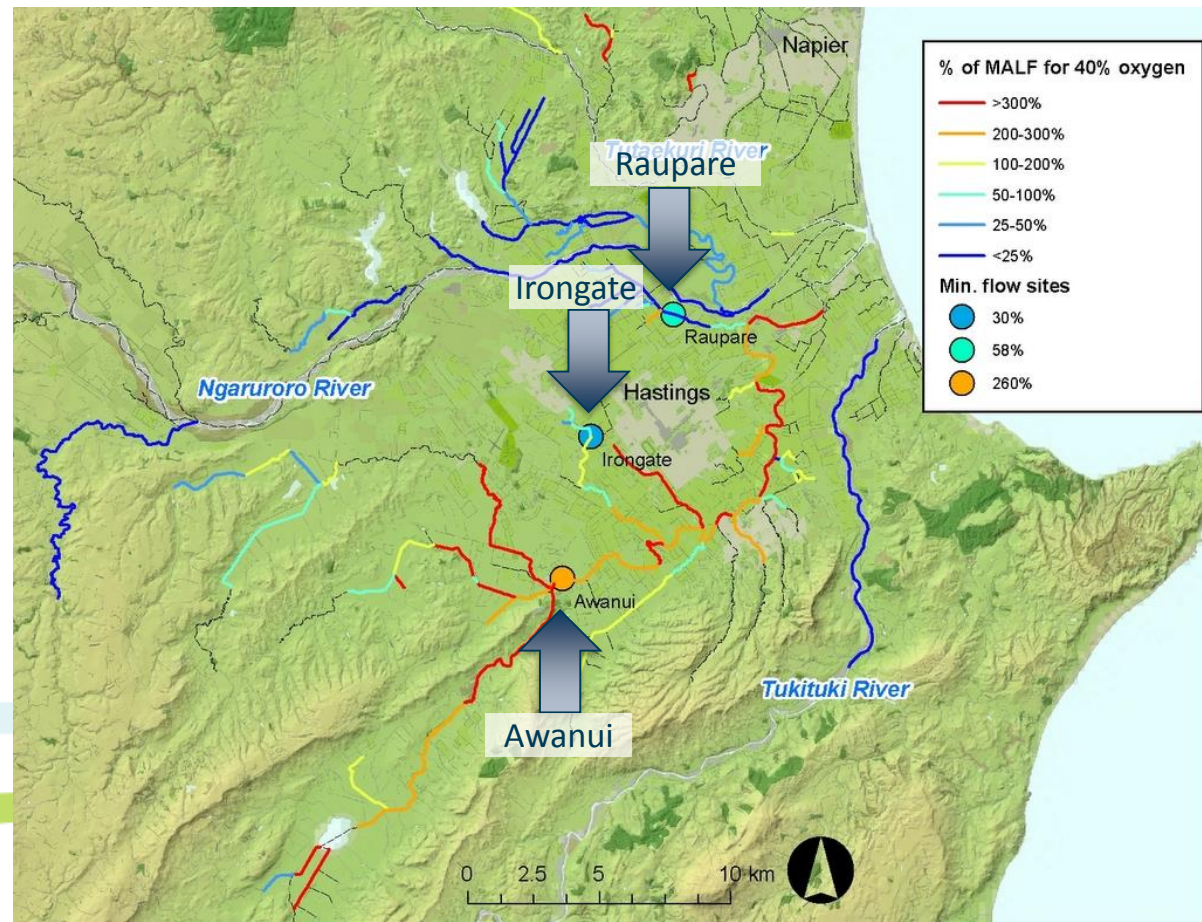 Napier
Tutaekuri River
Raupare
Irongate
Raupare
Ngaruroro River
Hastings
Irongate
Awanui
Tukituki River
Awanui
0 2.5 5 10 km
% of MALF for 40% oxygen
>300%
200-300%
100-200%
50-100%
25-50%
<25%
Min. flow sites
30%
58%
260%